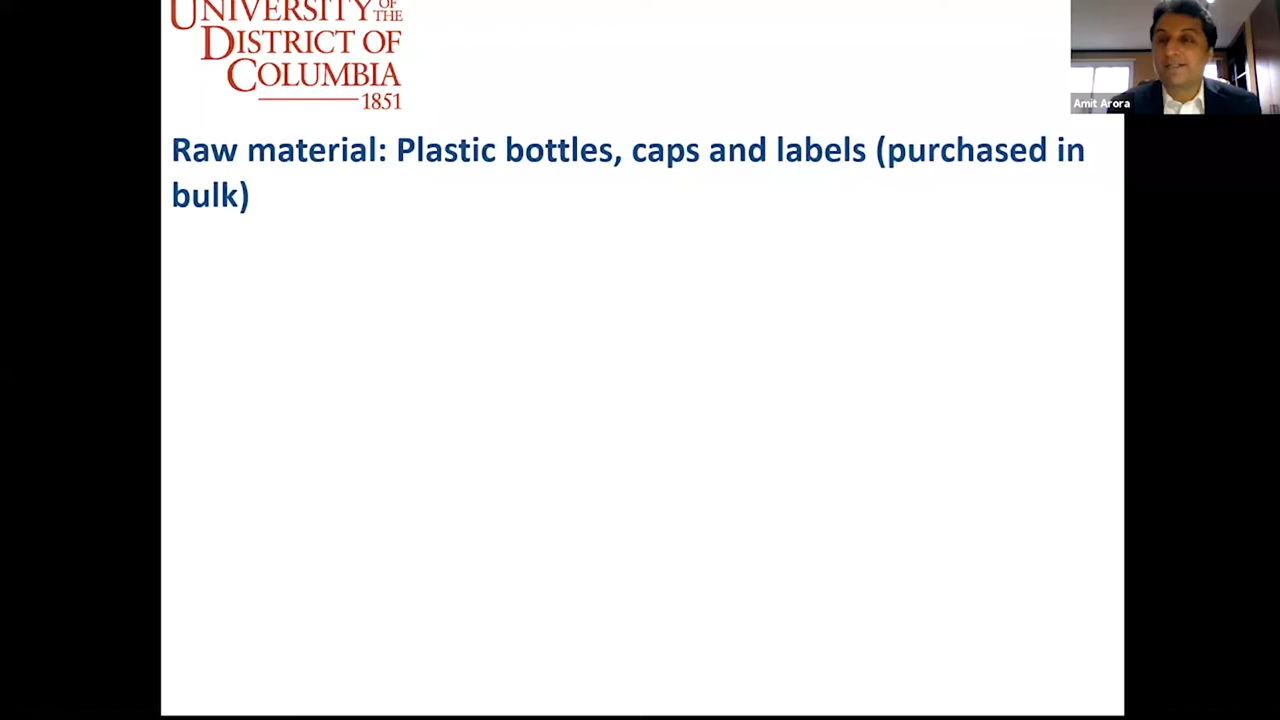 UNIVERSITY OF THE
DISTRICT OF
COLUMBIA
1851
Amit Arora
Raw material: Plastic bottles, caps and labels (purchased in
bulk)